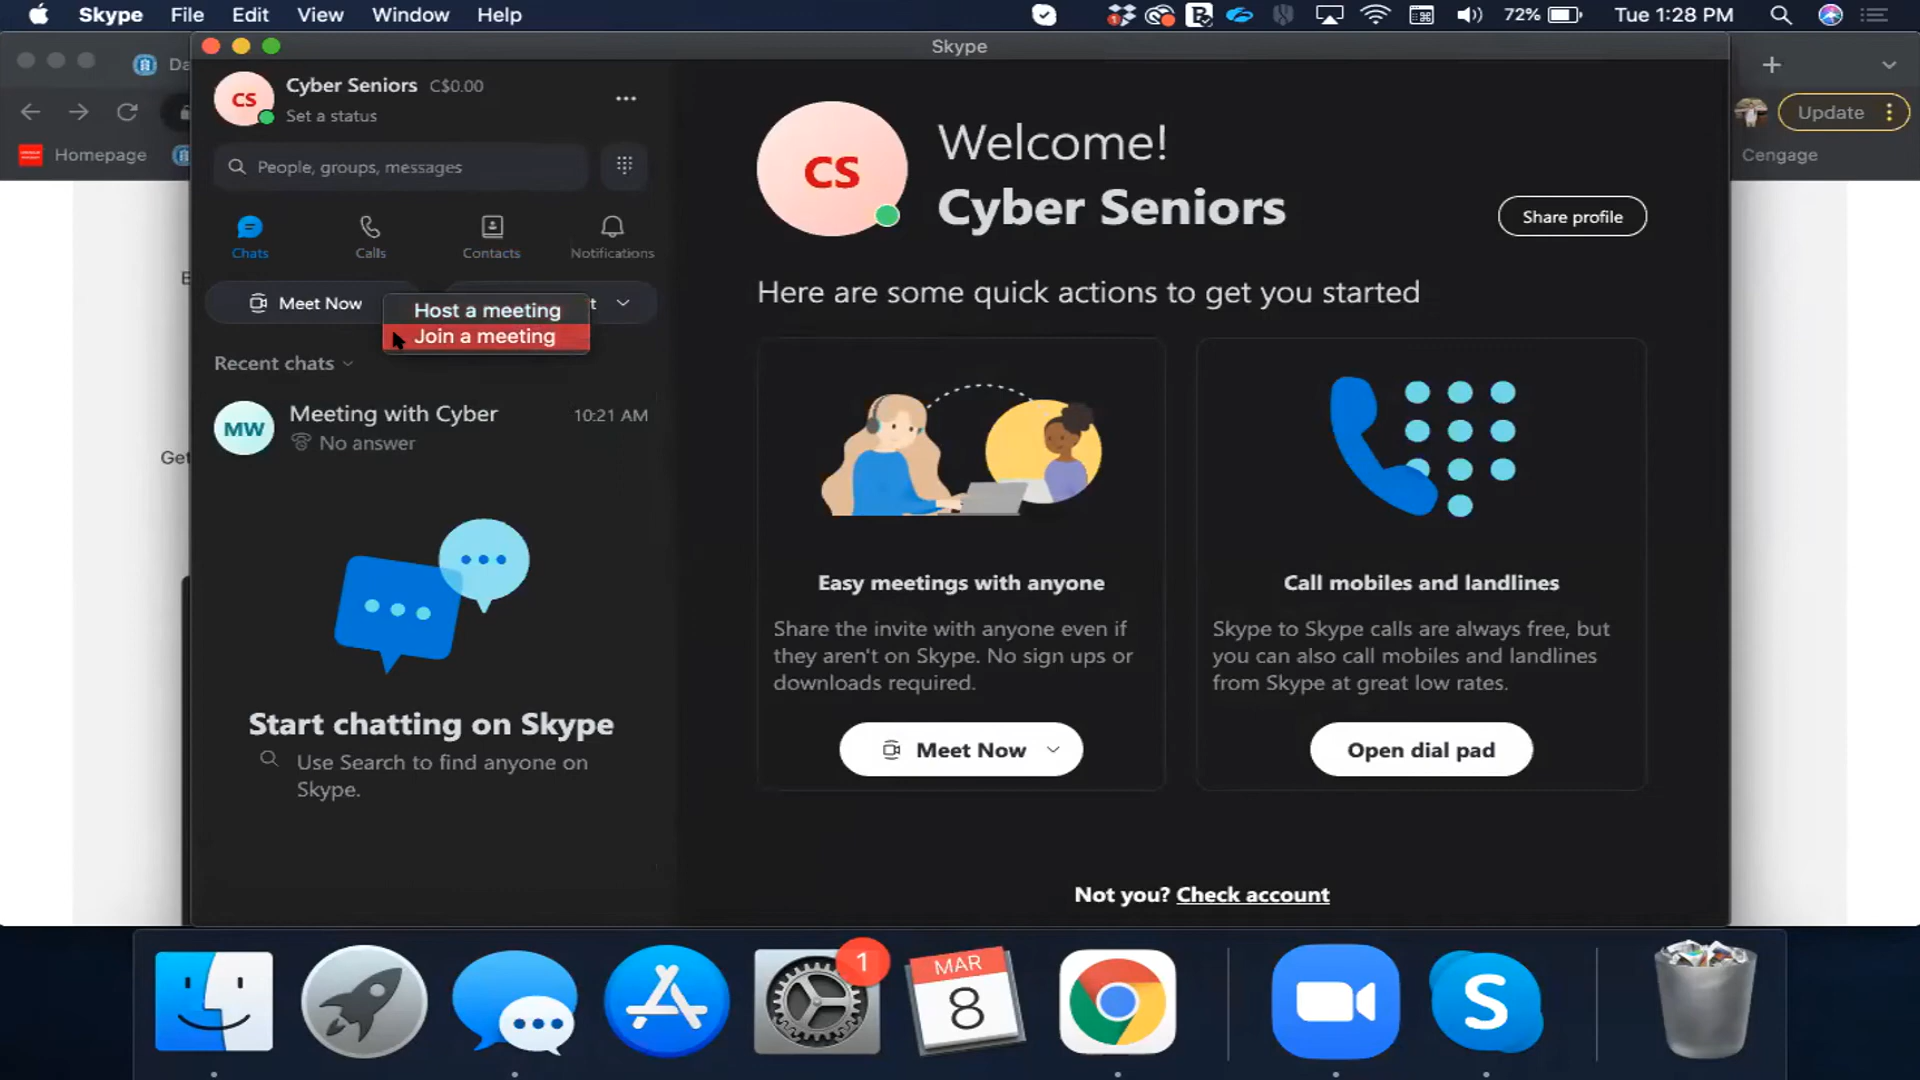 Skype File Edit View Window Help 72% Tue 1:28 PM
Skype
Da
Update
Homepage
Cengage
CS Cyber Seniors C$0.00
Set a status
People, groups, messages
Chats Calls Contacts Notifications
Meet Now
Host a meeting
Join a meeting
Recent chats
MW Meeting with Cyber 10:21 AM
No answer
Get
Start chatting on Skype
Use Search to find anyone on
Skype.
CS
Welcome!
Cyber Seniors
Share profile
Here are some quick actions to get you started
Easy meetings with anyone
Share the invite with anyone even if
they aren't on Skype. No sign ups or
downloads required.
Meet Now
Call mobiles and landlines
Skype to Skype calls are always free, but
you can also call mobiles and landlines
from Skype at great low rates.
Open dial pad
Not you? Check account
1
MAR
8
S